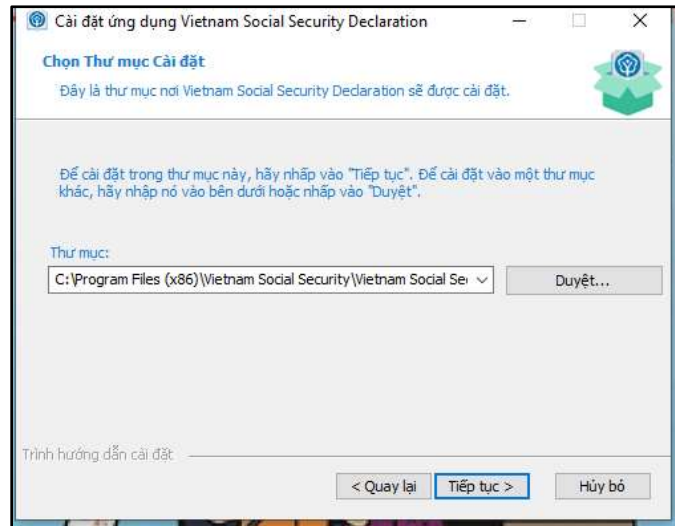 Cài đặt ứng dụng Vietnam Social Security Declaration
Chọn Thư mục Cài đặt
Đây là thư mục nơi Vietnam Social Security Declaration sẽ được cài đặt.
Để cài đặt trong thư mục này, hãy nhấp vào "Tiếp tục". Để cài đặt vào một thư mục
khác, hãy nhập nó vào bên dưới hoặc nhấp vào "Duyệt".
Thư mục:
C:\Program Files (x86)\Vietnam Social Security\Vietnam Social Se
Duyệt...
Trình hướng dẫn cài đặt
< Quay lại
Tiếp tục >
Hủy bỏ